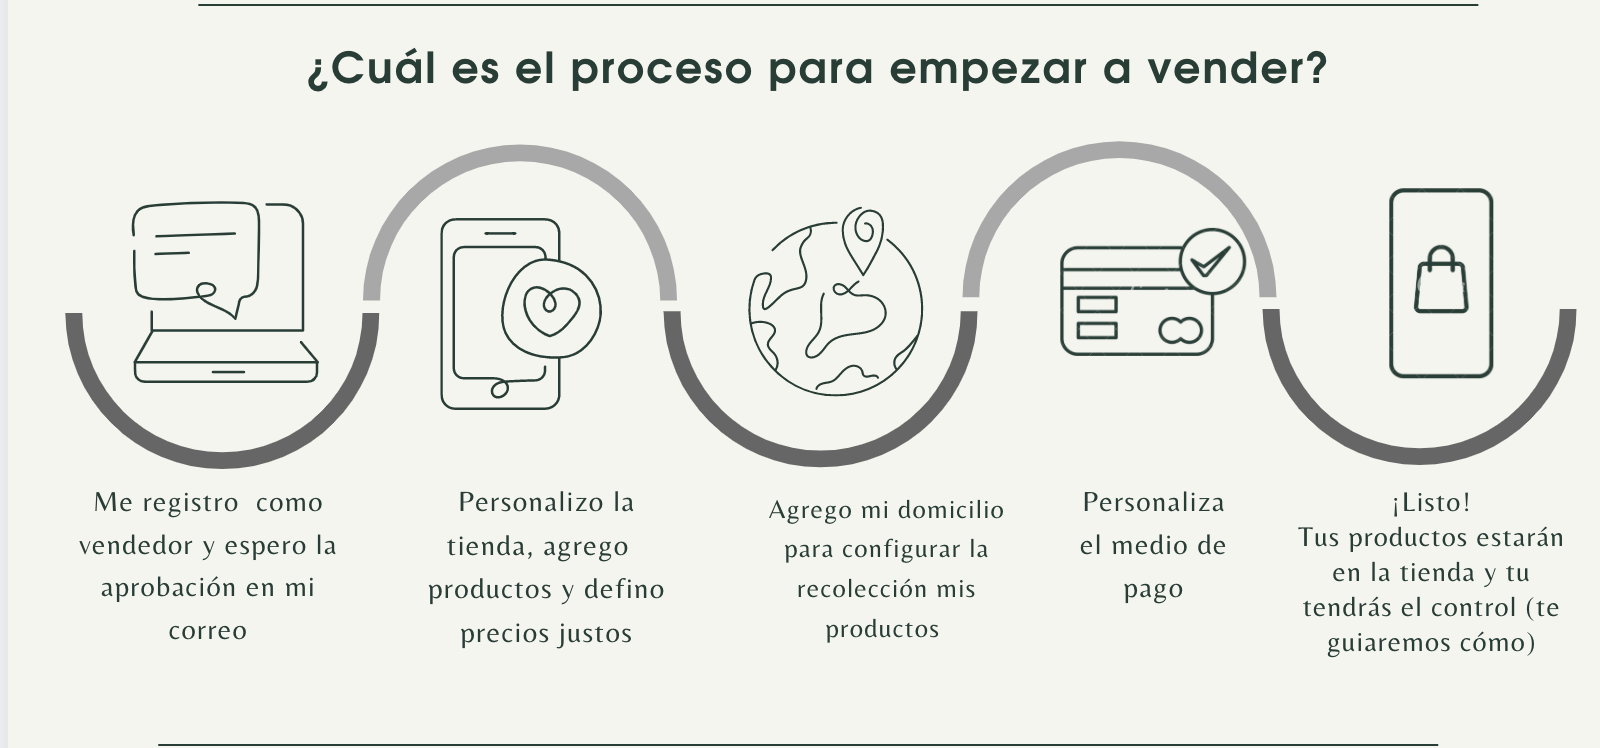 ¿Cuál es el proceso para empezar a vender?
Me registro  como
vendedor y espero la
aprobación en mi
correo
Personalizo la
tienda, agrego
productos y defino
precios justos
Agrego mi domicilio
para configurar la
recolección mis
productos
Personaliza
el medio de
pago
¡Listo!
Tus productos estarán
en la tienda y tu
tendrás el control (te
guiaremos cómo)